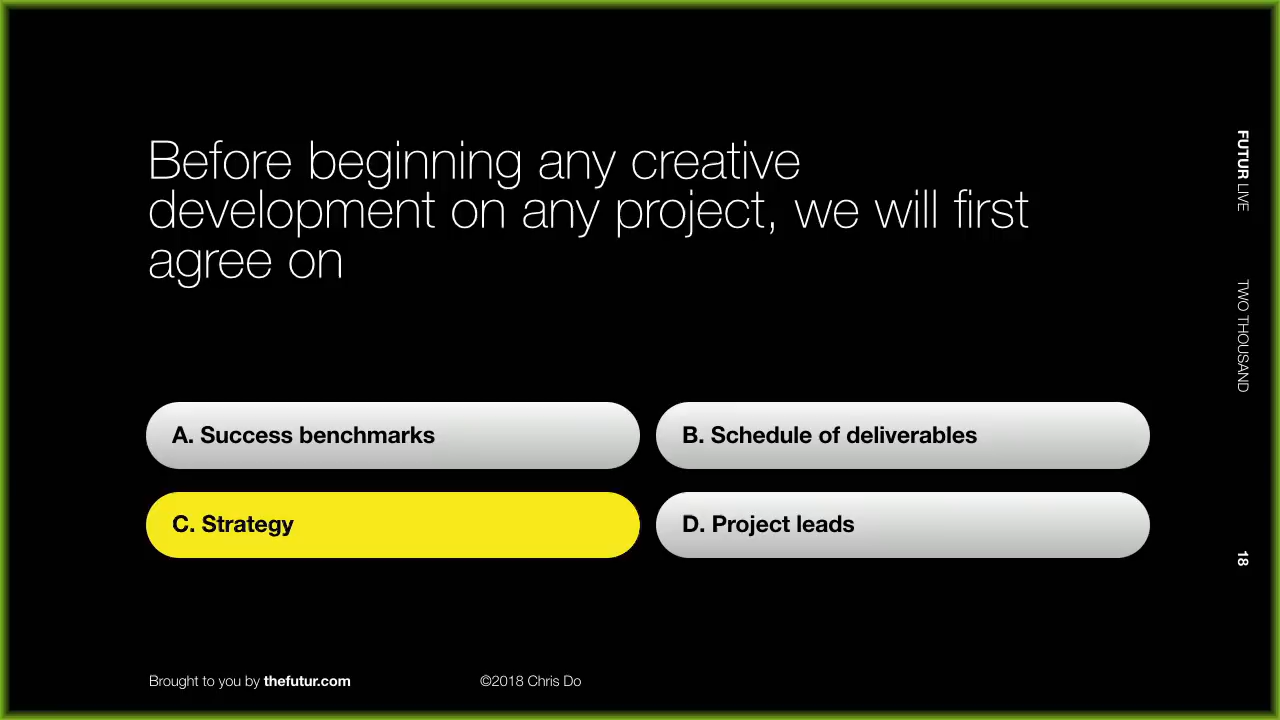 Before beginning any creative
development on any project, we will first
agree on
A. Success benchmarks
B. Schedule of deliverables
C. Strategy
D. Project leads
FUTUR LIVE
TWO THOUSAND
18
Brought to you by thefutur.com
©2018 Chris Do